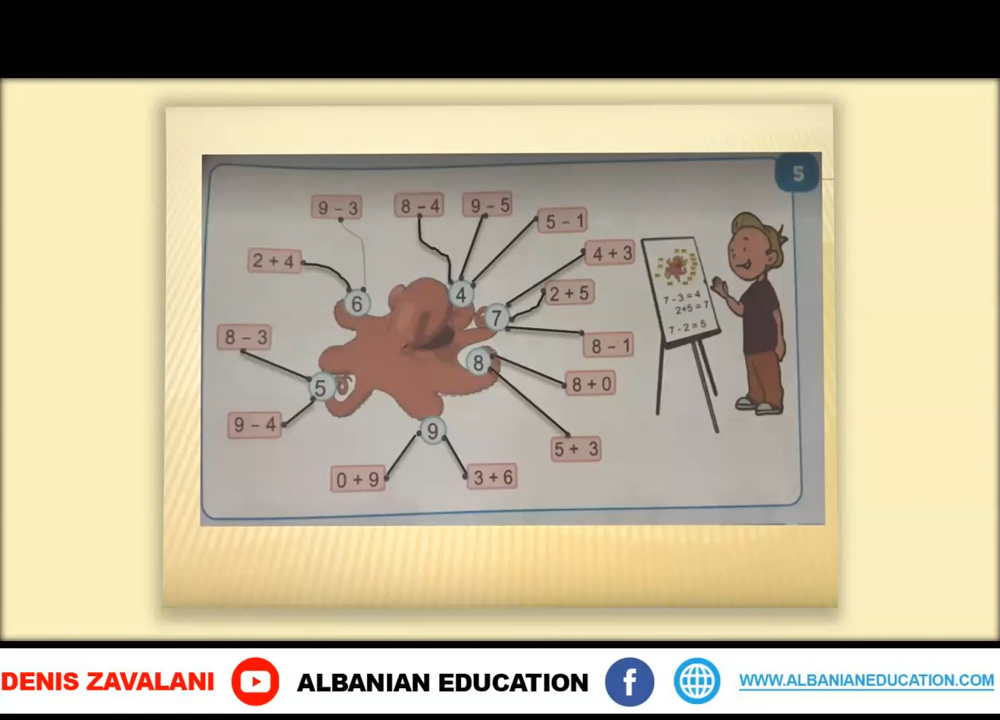 5
9 – 3
8 – 4
9 – 5
5 – 1
2 + 4
4 + 3
2 + 5
6
4
7
8 – 3
8 – 1
8
8 + 0
5
9 – 4
9
5 + 3
0 + 9
3 + 6
7 - 3 = 4
2+5 = 7
7 - 2 = 5
DENIS ZAVALANI
ALBANIAN EDUCATION
f
WWW.ALBANIANEDUCATION.COM